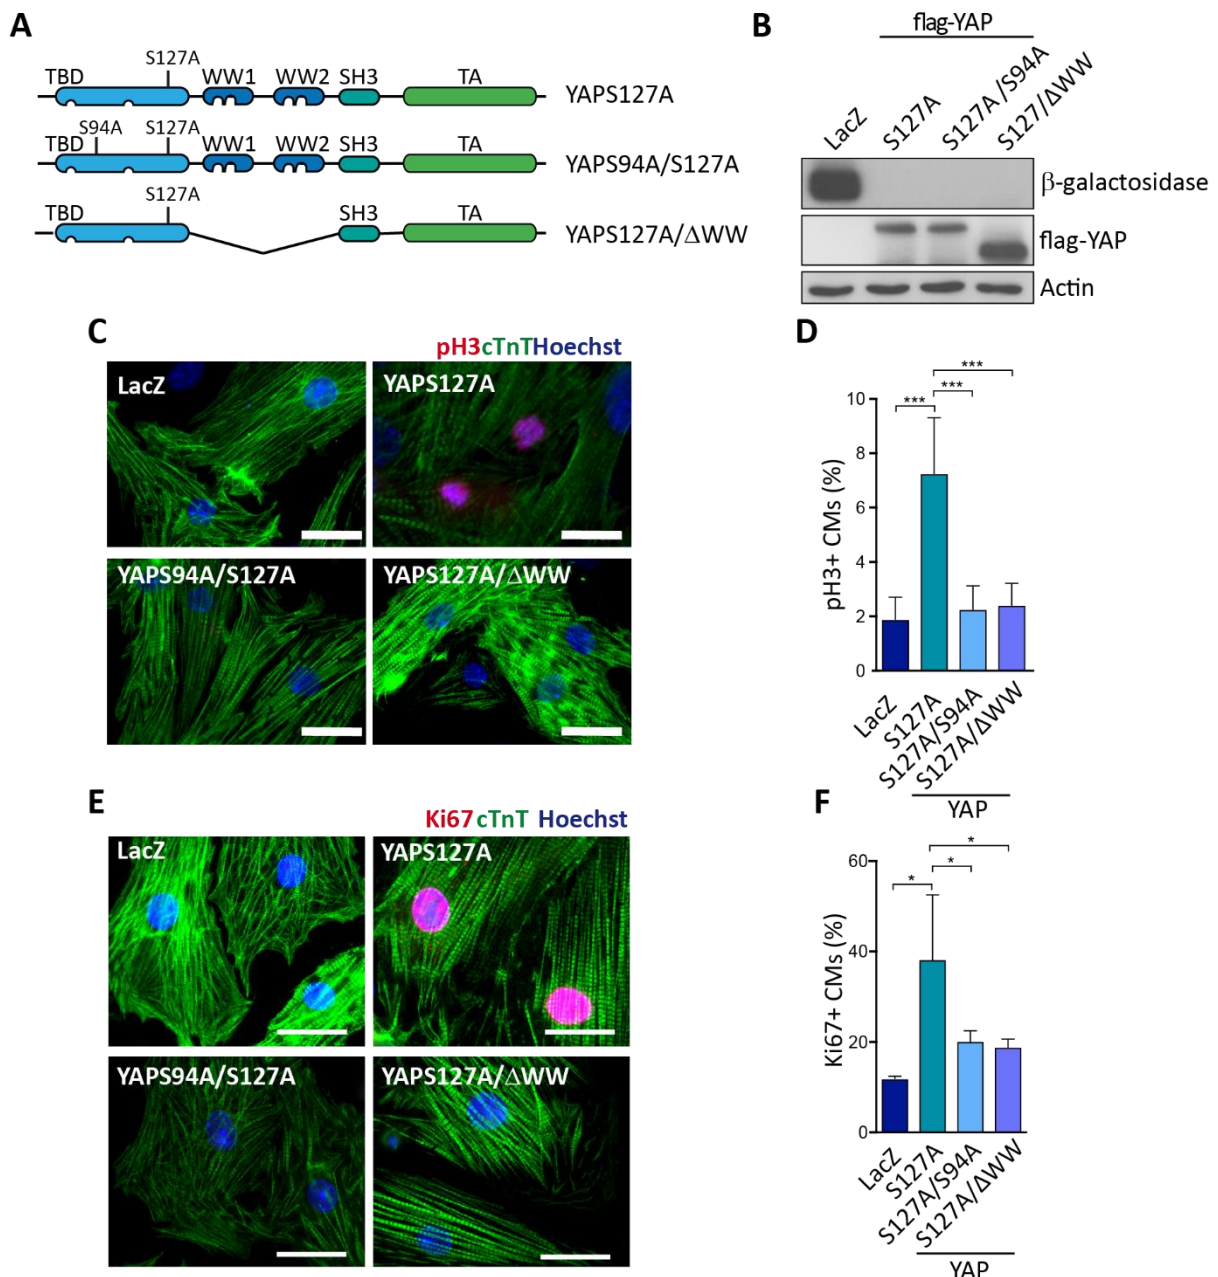 A
S127A
TBD WW1 WW2 SH3 TA
YAPS127A
S94A S127A
TBD WW1 WW2 SH3 TA
YAPS94A/S127A
S127A
TBD SH3 TA
YAPS127A/ΔWW
B
flag-YAP
LacZ
S127A
S127A/S94A
S127/ΔWW
β-galactosidase
flag-YAP
Actin
C
pH3cTnTHoechst
LacZ
YAPS127A
YAPS94A/S127A
YAPS127A/ΔWW
D
***
***
***
10
8
6
4
2
0
pH3+ CMs (%)
LacZ
S127A
S127A/S94A
S127A/ΔWW
YAP
E
Ki67cTnT Hoechst
LacZ
YAPS127A
YAPS94A/S127A
YAPS127A/ΔWW
F
*
*
*
60
40
20
0
Ki67+ CMs (%)
LacZ
S127A
S127A/S94A
S127A/ΔWW
YAP